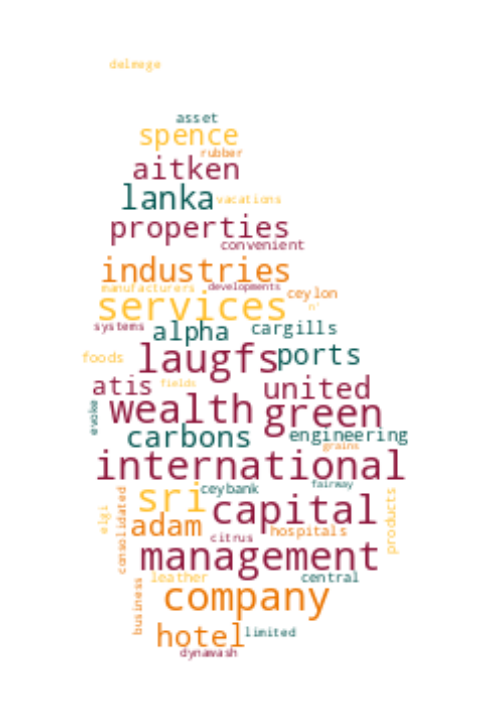 delmege
asset
spence
rubber
aitken
lanka
vacations
properties
convenient
industries
manufacturers
developments
services
ceylon
n'
systems
alpha
cargills
foods
laugfs
ports
atis
fields
united
evoke
wealth
green
carbons
engineering
grains
international
fairway
sri
ceybank
capital
products
elgi
consolidated
adam
hospitals
citrus
management
leather
central
business
company
hotel
limited
dynawash